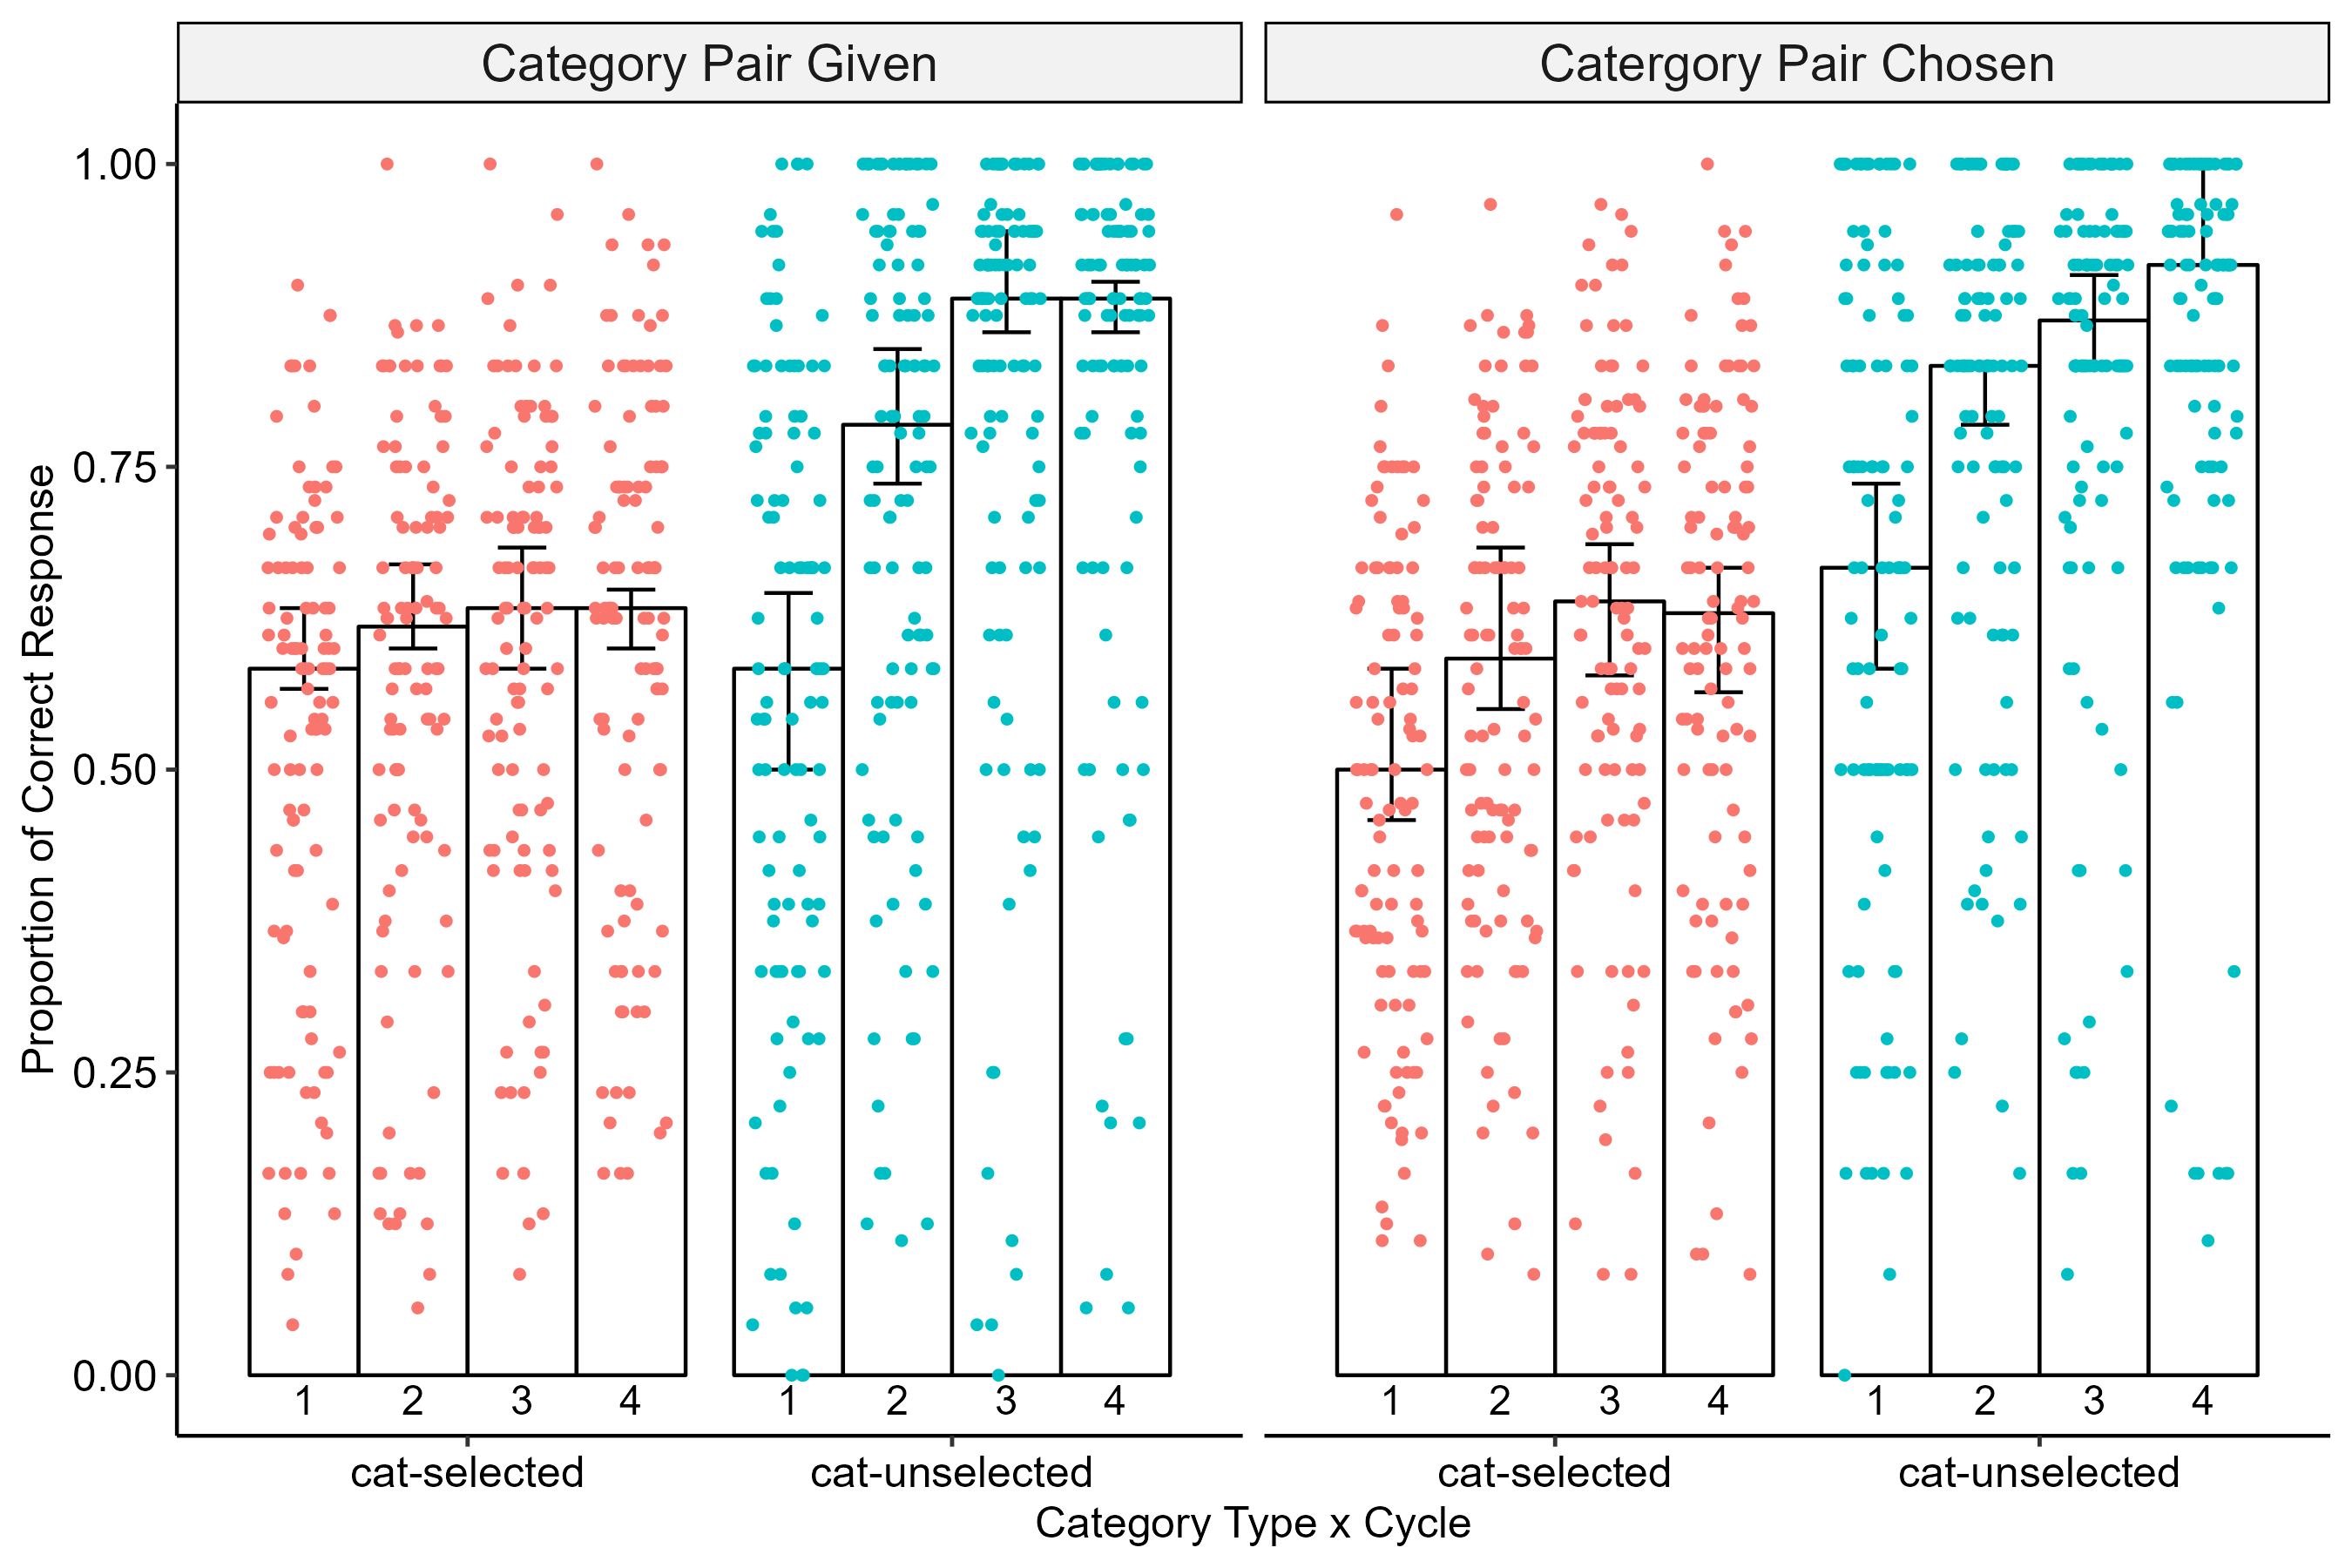 Category Pair Given
Catergory Pair Chosen
Proportion of Correct Response
1.00
0.75
0.50
0.25
0.00
1 2 3 4 1 2 3 4 1 2 3 4 1 2 3 4
cat-selected cat-unselected cat-selected cat-unselected
Category Type x Cycle